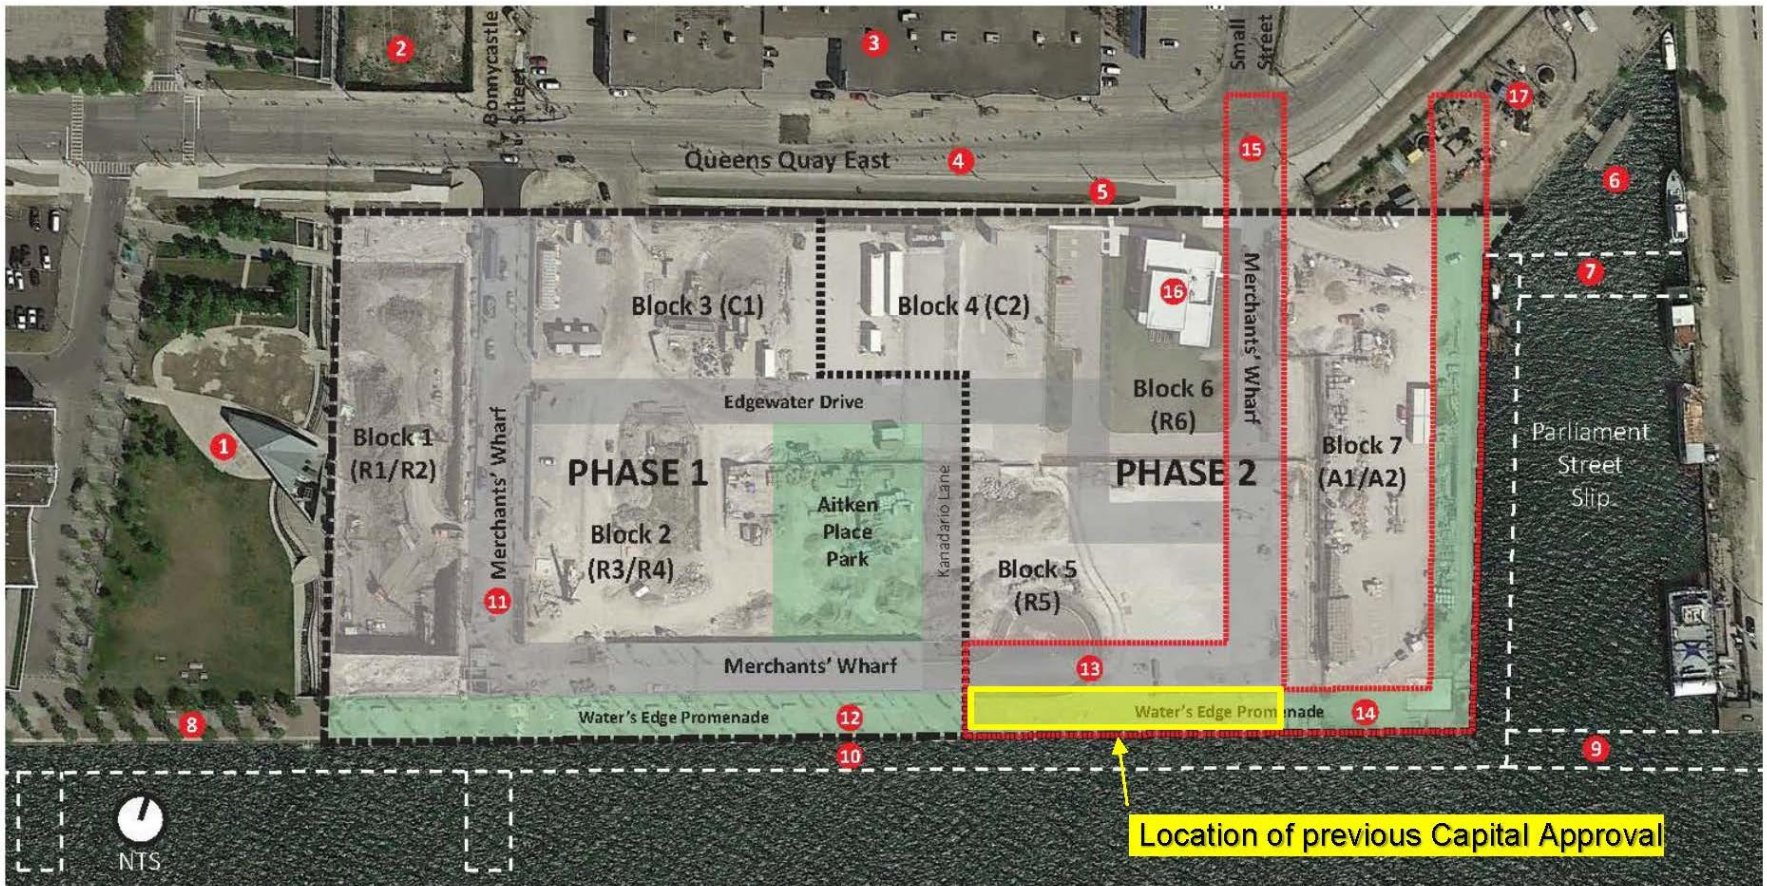 2
Bonnycastle
Street
3
Small
Street
17
Queens Quay East
4
15
5
6
7
Block 3 (C1)
Block 4 (C2)
16
Merchants' Wharf
Edgewater Drive
Block 6
(R6)
1
Block 1
(R1/R2)
Merchants' Wharf
PHASE 1
Aitken
Place
Park
Kanadario Lane
PHASE 2
Block 7
(A1/A2)
Parliament
Street
Slip
Block 2
(R3/R4)
Block 5
(R5)
11
Merchants' Wharf
13
8
Water's Edge Promenade
12
Water's Edge Promenade
14
10
9
NTS
Location of previous Capital Approval